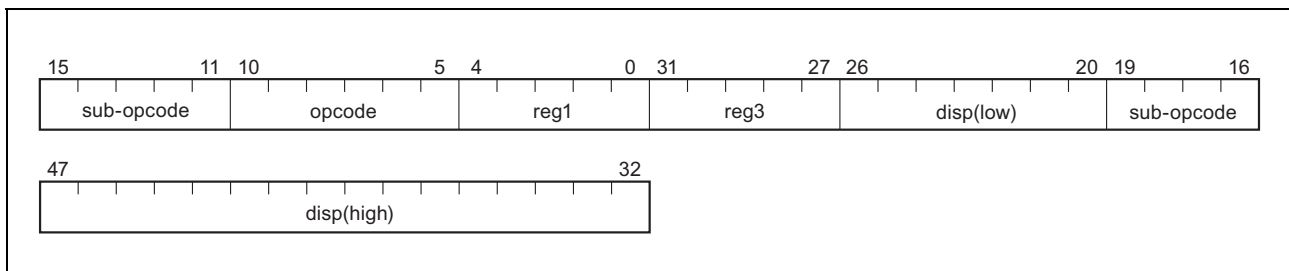 15 11 10 5 4 0 31 27 26 20 19 16
sub-opcode opcode reg1 reg3 disp(low) sub-opcode
47 32
disp(high)